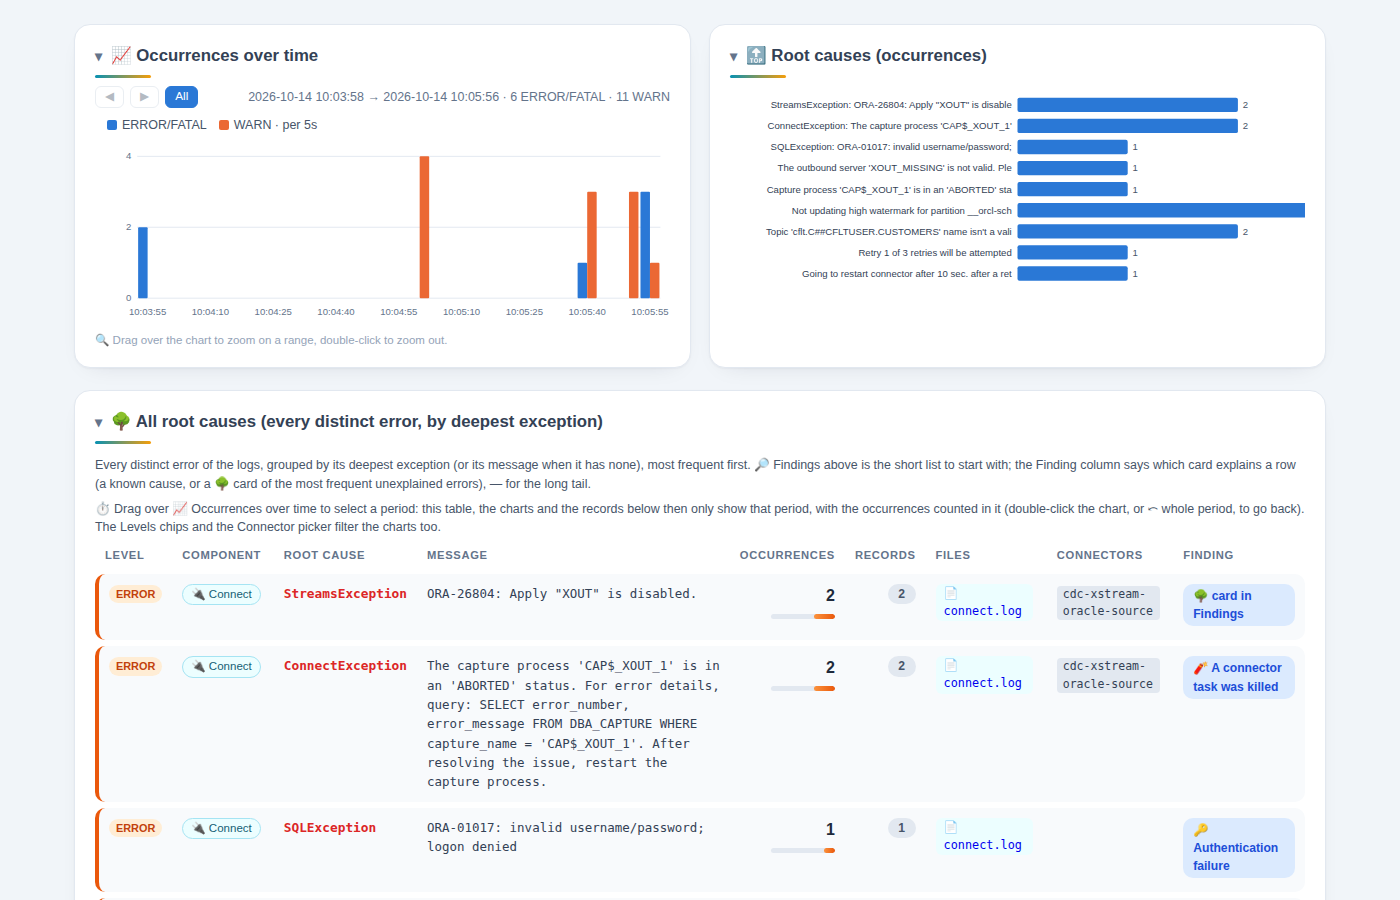 ▼ 📈 Occurrences over time
◀ ▶ All 2026-10-14 10:03:58 → 2026-10-14 10:05:56 · 6 ERROR/FATAL · 11 WARN
ERROR/FATAL WARN · per 5s
4
2
0
10:03:55 10:04:10 10:04:25 10:04:40 10:04:55 10:05:10 10:05:25 10:05:40 10:05:55
🔍 Drag over the chart to zoom on a range, double-click to zoom out.
▼ 🔝 Root causes (occurrences)
StreamsException: ORA-26804: Apply "XOUT" is disable 2
ConnectException: The capture process 'CAP$_XOUT_1' 2
SQLException: ORA-01017: invalid username/password; 1
The outbound server 'XOUT_MISSING' is not valid. Ple 1
Capture process 'CAP$_XOUT_1' is in an 'ABORTED' sta 1
Not updating high watermark for partition __orcl-sch
Topic 'cflt.C##CFLTUSER.CUSTOMERS' name isn't a vali 2
Retry 1 of 3 retries will be attempted 1
Going to restart connector after 10 sec. after a ret 1
▼ 🌳 All root causes (every distinct error, by deepest exception)
Every distinct error of the logs, grouped by its deepest exception (or its message when it has none), most frequent first. 🔎 Findings above is the short list to start with; the Finding column says which card explains a row
(a known cause, or a 🌳 card of the most frequent unexplained errors), — for the long tail.
⏱️ Drag over 📈 Occurrences over time to select a period: this table, the charts and the records below then only show that period, with the occurrences counted in it (double-click the chart, or ⤺ whole period, to go back).
The Levels chips and the Connector picker filter the charts too.
LEVEL COMPONENT ROOT CAUSE MESSAGE OCCURRENCES RECORDS FILES CONNECTORS FINDING
ERROR 🔌 Connect StreamsException ORA-26804: Apply "XOUT" is disabled. 2 2 📄 cdc-xstream- 🌳 card in
connect.log oracle-source Findings
ERROR 🔌 Connect ConnectException The capture process 'CAP$_XOUT_1' is in 2 2 📄 cdc-xstream- 🧨 A connector
an 'ABORTED' status. For error details, connect.log oracle-source task was killed
query: SELECT error_number,
error_message FROM DBA_CAPTURE WHERE
capture_name = 'CAP$_XOUT_1'. After
resolving the issue, restart the
capture process.
ERROR 🔌 Connect SQLException ORA-01017: invalid username/password; 1 1 📄 🔑
logon denied connect.log Authentication
failure